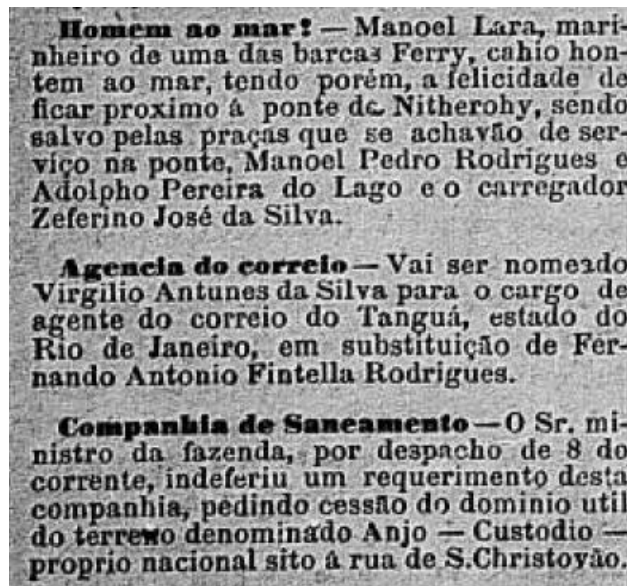 Homem ao mar! — Manoel Lara, mari-
nheiro de uma das barcas Ferry, cahio hon-
tem ao mar, tendo porém, a felicidade de
ficar proximo á ponte de Nitherohy, sendo
salvo pelas praças que se achavão de ser-
viço na ponte, Manoel Pedro Rodrigues e
Adolpho Pereira do Lago e o carregador
Zeferino José da Silva.
Agencia do correio — Vai ser nomeado
Virgilio Antunes da Silva para o cargo de
agente do correio do Tanguá, estado do
Rio de Janeiro, em substituição de Fer-
nando Antonio Fintella Rodrigues.
Companhia de Saneamento — O Sr. mi-
nistro da fazenda, por despacho de 8 do
corrente, indeferiu um requerimento desta
companhia, pedindo cessão do dominio util
do terreno denominado Anjo — Custodio —
proprio nacional sito á rua de S. Christovão.